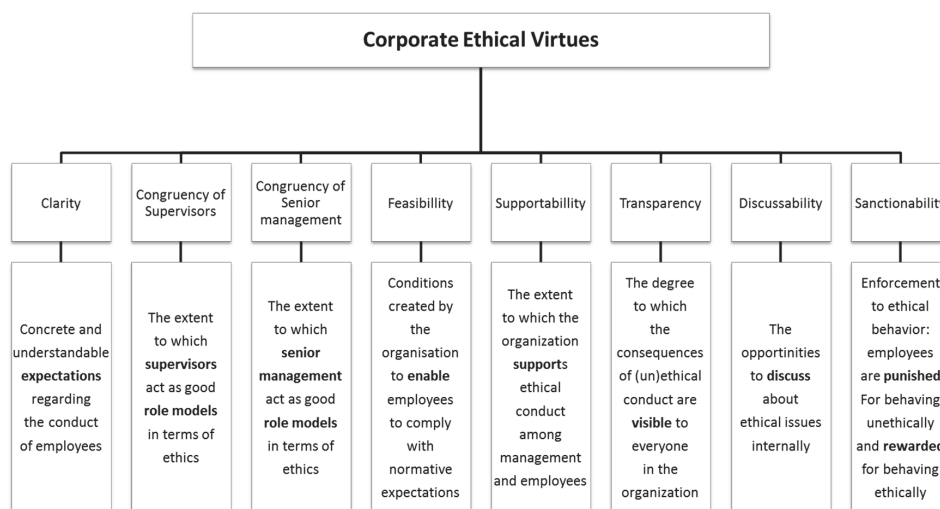 Corporate Ethical Virtues
Clarity
Congruency of
Supervisors
Congruency of
Senior
management
Feasibillity
Supportabillity
Transparency
Discussability
Sanctionability
Concrete and
understandable
expectations
regarding
the conduct
of employees
The extent
to which
supervisors
act as good
role models
in terms of
ethics
The extent
to which
senior
management
act as good
role models
in terms of
ethics
Conditions
created by
the
organisation
to enable
employees
to comply
with
normative
expectations
The extent
to which the
organization
supports
ethical
conduct
among
management
and employees
The degree
to which
the
consequences
of (un)ethical
conduct are
visible to
everyone
in the
organization
The
opportinities
to discuss
about
ethical issues
internally
Enforcement
to ethical
behavior:
employees
are punished
For behaving
unethically
and rewarded
for behaving
ethically